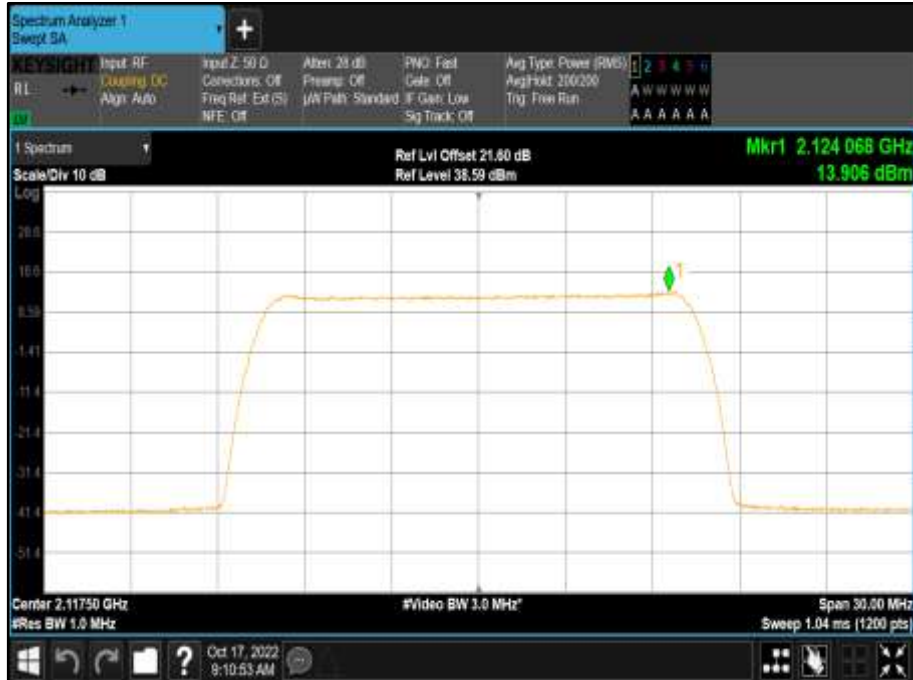 Spectrum Analyzer 1
Swept SA
+
KEYSIGHT
RL
Input: RF
Coupling: DC
Align: Auto
Input Z: 50 Ω
Corrections: Off
Freq Ref: Ext (S)
NFE: Off
Atten: 28 dB
Preamp: Off
µW Path: Standard
PNO: Fast
Gate: Off
IF Gain: Low
Sig Track: Off
Avg Type: Power (RMS)
Avg|Hold: 200/200
Trig: Free Run
1 2 3 4 5 6
A W W W W W
A A A A A A
1 Spectrum
Scale/Div 10 dB
Ref Lvl Offset 21.60 dB
Ref Level 38.59 dBm
Mkr1 2.124 068 GHz
13.906 dBm
Log
28.6
18.6
8.59
-1.41
-11.4
-21.4
-31.4
-41.4
-51.4
1
Center 2.11750 GHz
#Res BW 1.0 MHz
#Video BW 3.0 MHz*
Span 30.00 MHz
Sweep 1.04 ms (1200 pts)
?
Oct 17, 2022
9:10:53 AM